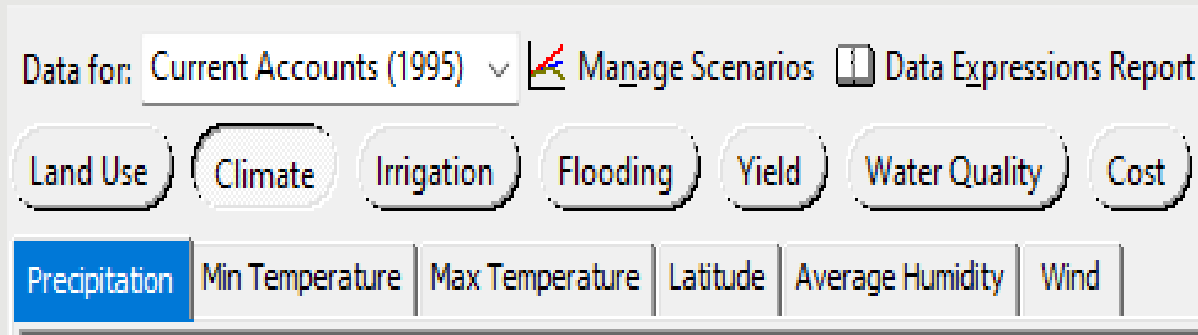 Data for: Current Accounts (1995) Manage Scenarios Data Expressions Report
Land Use Climate Irrigation Flooding Yield Water Quality Cost
Precipitation Min Temperature Max Temperature Latitude Average Humidity Wind